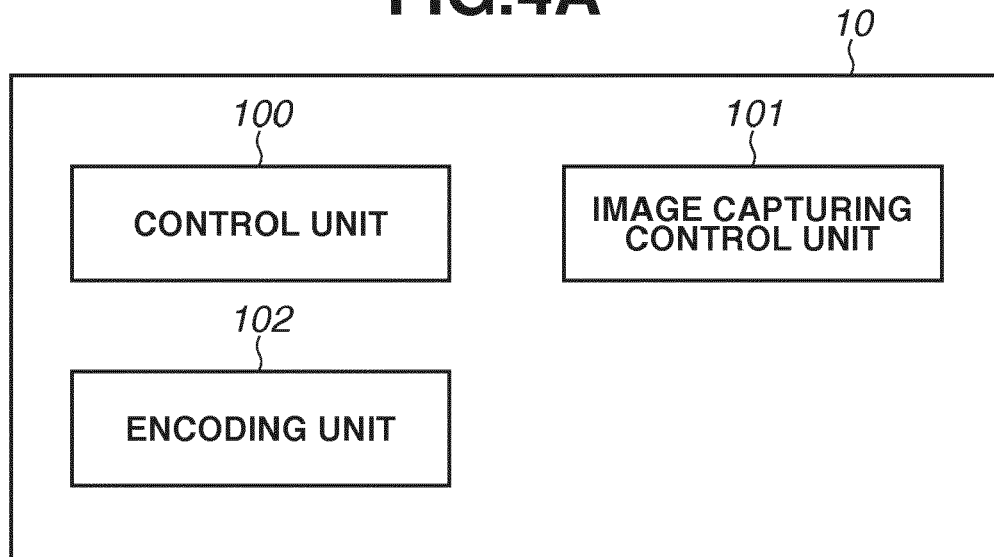 FIG.4A
10
100
101
CONTROL UNIT
IMAGE CAPTURING
CONTROL UNIT
102
ENCODING UNIT